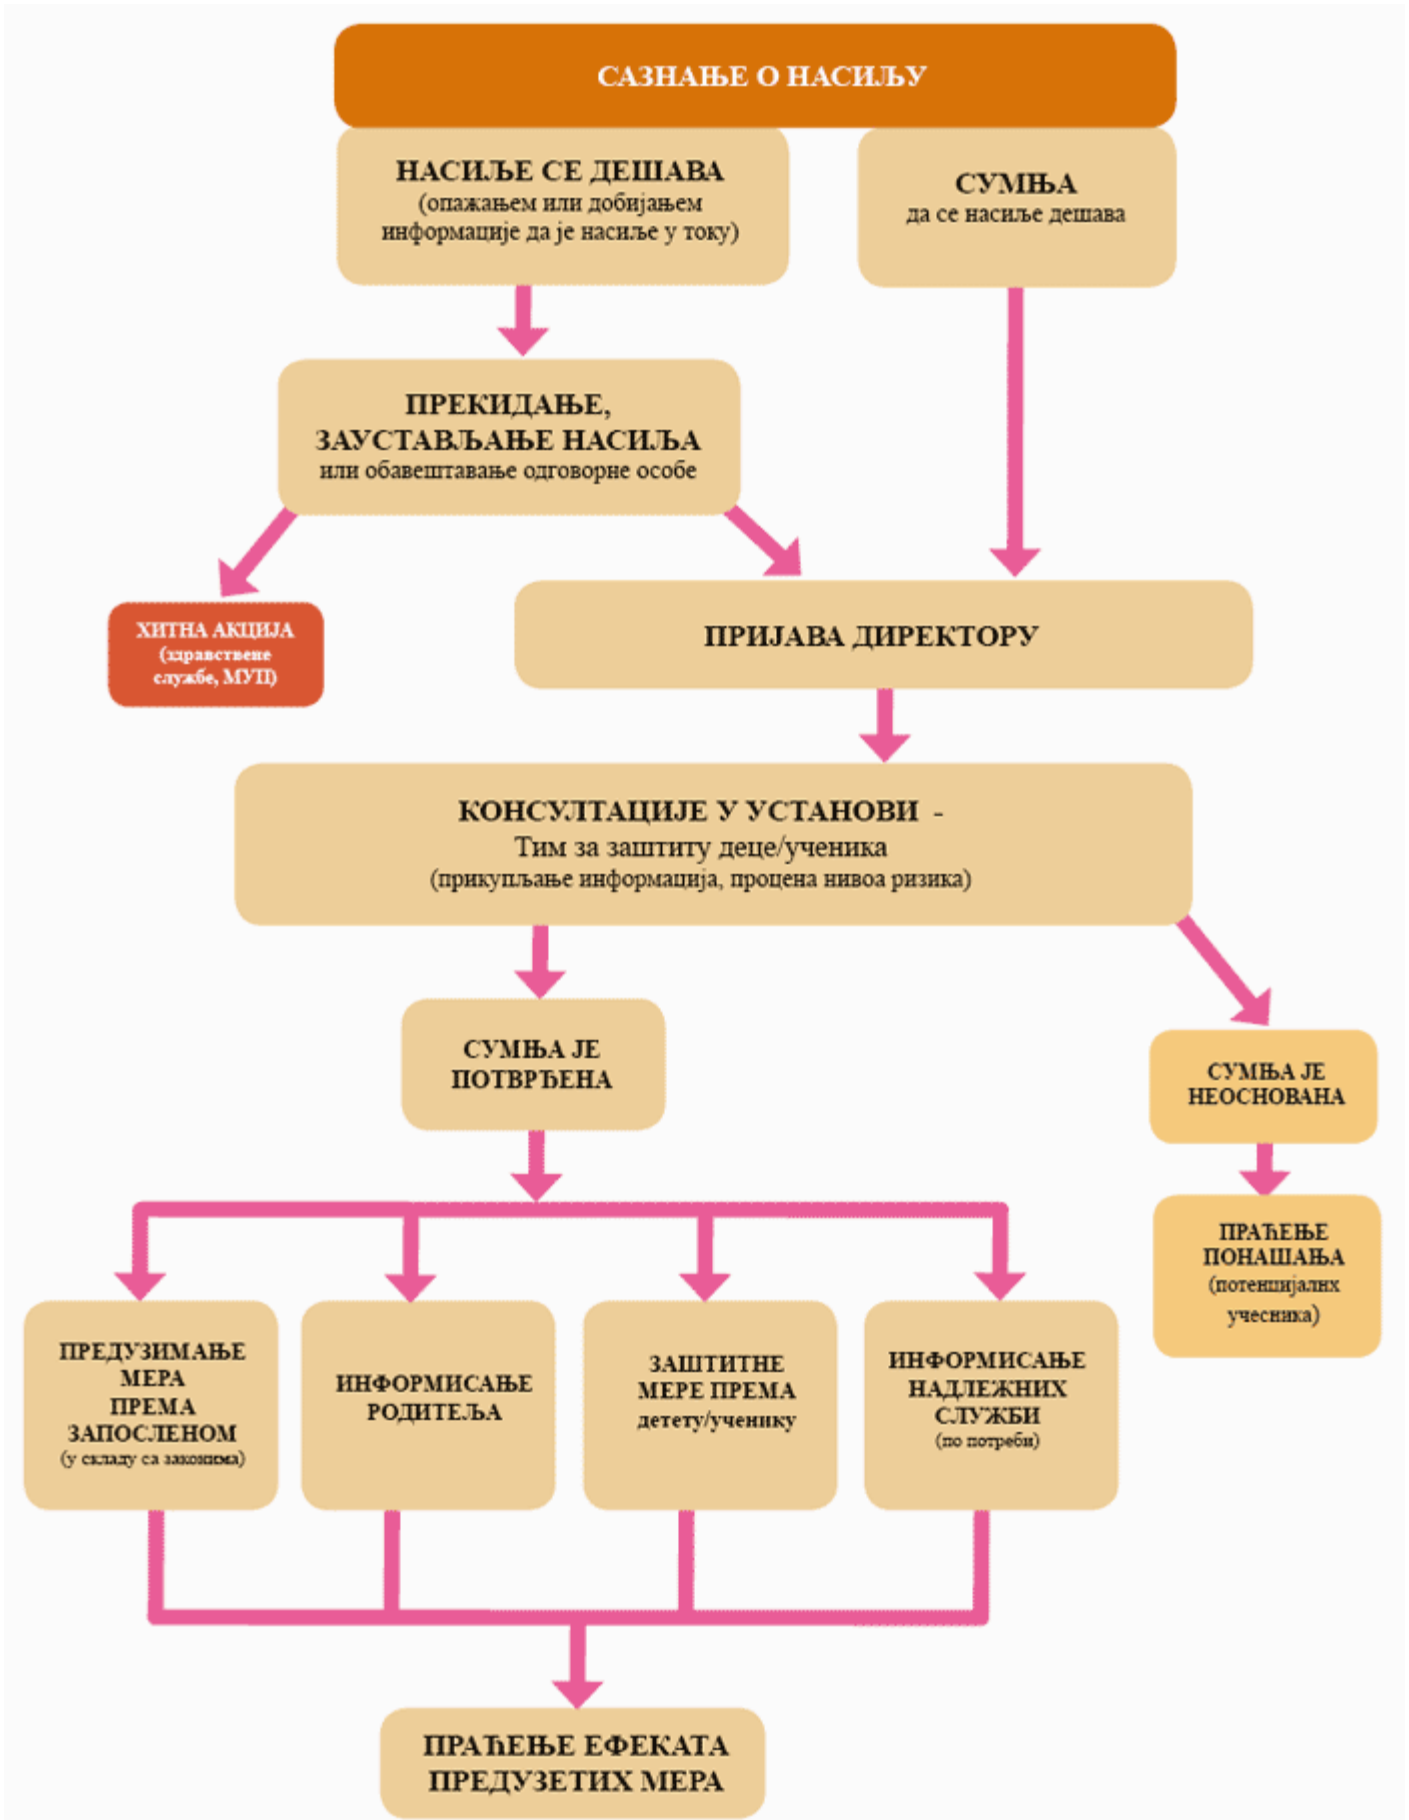 САЗНАЊЕ О НАСИЉУ
НАСИЉЕ СЕ ДЕШАВА
(опажањем или добијањем
информације да је насиље у току)
СУМЊА
да се насиље дешава
ПРЕКИДАЊЕ,
ЗАУСТАВЉАЊЕ НАСИЉА
или обавештавање одговорне особе
ХИТНА АКЦИЈА
(здравствене
службе, МУП)
ПРИЈАВА ДИРЕКТОРУ
КОНСУЛТАЦИЈЕ У УСТАНОВИ -
Тим за заштиту деце/ученика
(прикупљање информација, процена нивоа ризика)
СУМЊА ЈЕ
ПОТВРЂЕНА
СУМЊА ЈЕ
НЕОСНОВАНА
ПРАЋЕЊЕ
ПОНАШАЊА
(потенцијалнх
учесника)
ПРЕДУЗИМАЊЕ
МЕРА
ПРЕМА
ЗАПОСЛЕНОМ
(у складу са законима)
ИНФОРМИСАЊЕ
РОДИТЕЉА
ЗАШТИТНЕ
МЕРЕ ПРЕМА
детету/ученику
ИНФОРМИСАЊЕ
НАДЛЕЖНИХ
СЛУЖБИ
(по потреби)
ПРАЋЕЊЕ ЕФЕКАТА
ПРЕДУЗЕТИХ МЕРА